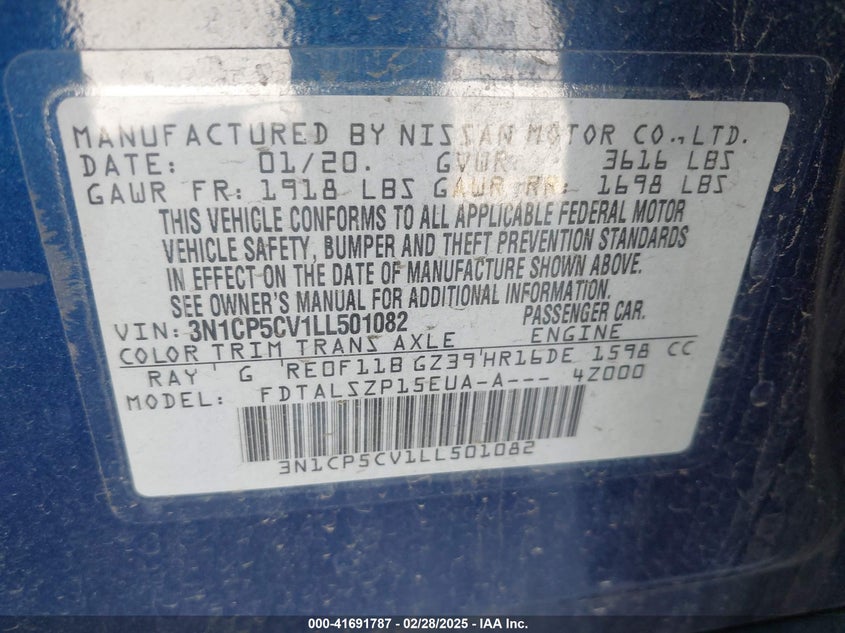 MANUFACTURED BY NISSAN MOTOR CO.,LTD.
DATE: 01/20. GVWR 3616 LBS
GAWR FR: 1918 LBS GAWR RR: 1698 LBS
THIS VEHICLE CONFORMS TO ALL APPLICABLE FEDERAL MOTOR
VEHICLE SAFETY, BUMPER AND THEFT PREVENTION STANDARDS
IN EFFECT ON THE DATE OF MANUFACTURE SHOWN ABOVE.
SEE OWNER'S MANUAL FOR ADDITIONAL INFORMATION.
VIN: 3N1CP5CV1LL501082 PASSENGER CAR.
COLOR TRIM TRANS AXLE ENGINE
RAY ' G 'RE0F11B GZ39'HR16DE 1598 CC
MODEL: FDTALSZP15EUA-A--- 4Z000
3N1CP5CV1LL501082
000-41691787 - 02/28/2025 - IAA Inc.